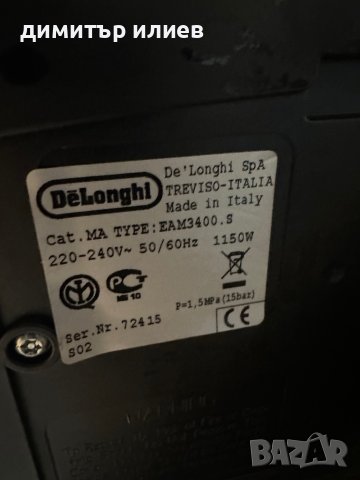 димитър илиев
DeLonghi
De'Longhi SpA
TREVISO-ITALIA
Made in Italy
Cat. MA TYPE:EAM3400.S
220-240V~ 50/60Hz 1150W
P=1,5MPa (15bar)
Ser.Nr.72415
S02
CE
BAZAR